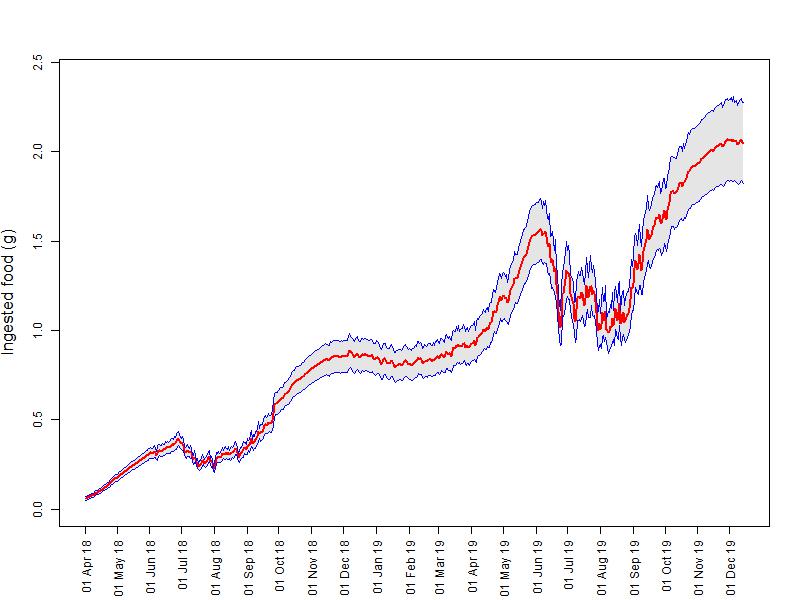 Ingested food (g)
2.5
2.0
1.5
1.0
0.5
0.0
01 Apr 18
01 May 18
01 Jun 18
01 Jul 18
01 Aug 18
01 Sep 18
01 Oct 18
01 Nov 18
01 Dec 18
01 Jan 19
01 Feb 19
01 Mar 19
01 Apr 19
01 May 19
01 Jun 19
01 Jul 19
01 Aug 19
01 Sep 19
01 Oct 19
01 Nov 19
01 Dec 19